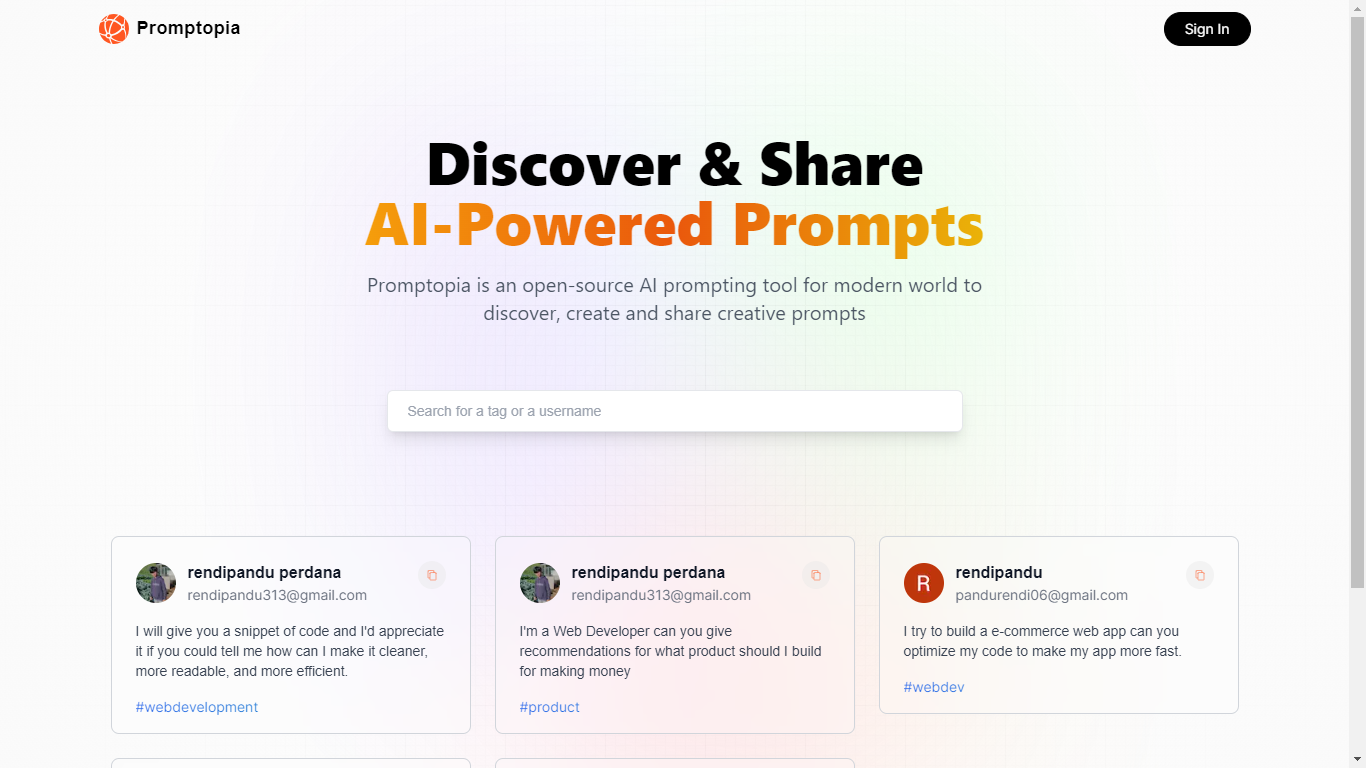 Promptopia
Sign In
Discover & Share
AI-Powered Prompts
Promptopia is an open-source AI prompting tool for modern world to
discover, create and share creative prompts
Search for a tag or a username
rendipandu perdana
rendipandu313@gmail.com
I will give you a snippet of code and I'd appreciate
it if you could tell me how can I make it cleaner,
more readable, and more efficient.
#webdevelopment
rendipandu perdana
rendipandu313@gmail.com
I'm a Web Developer can you give
recommendations for what product should I build
for making money
#product
R
rendipandu
pandurendi06@gmail.com
I try to build a e-commerce web app can you
optimize my code to make my app more fast.
#webdev